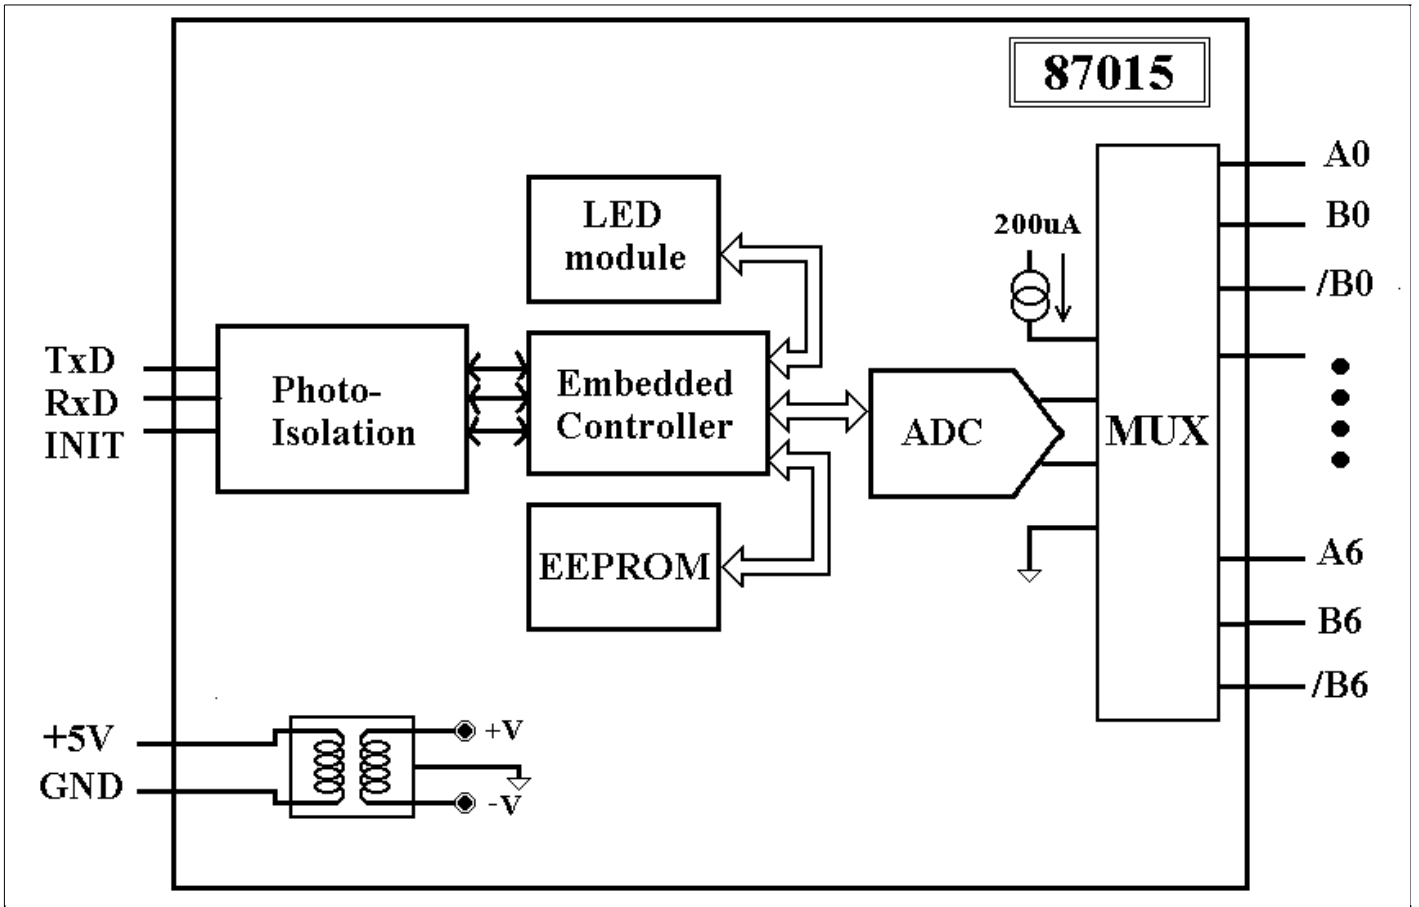 87015
A0
B0
/B0
A6
B6
/B6
200uA
MUX
LED
module
TxD
RxD
INIT
Photo-
Isolation
Embedded
Controller
ADC
EEPROM
+5V
GND
+V
-V